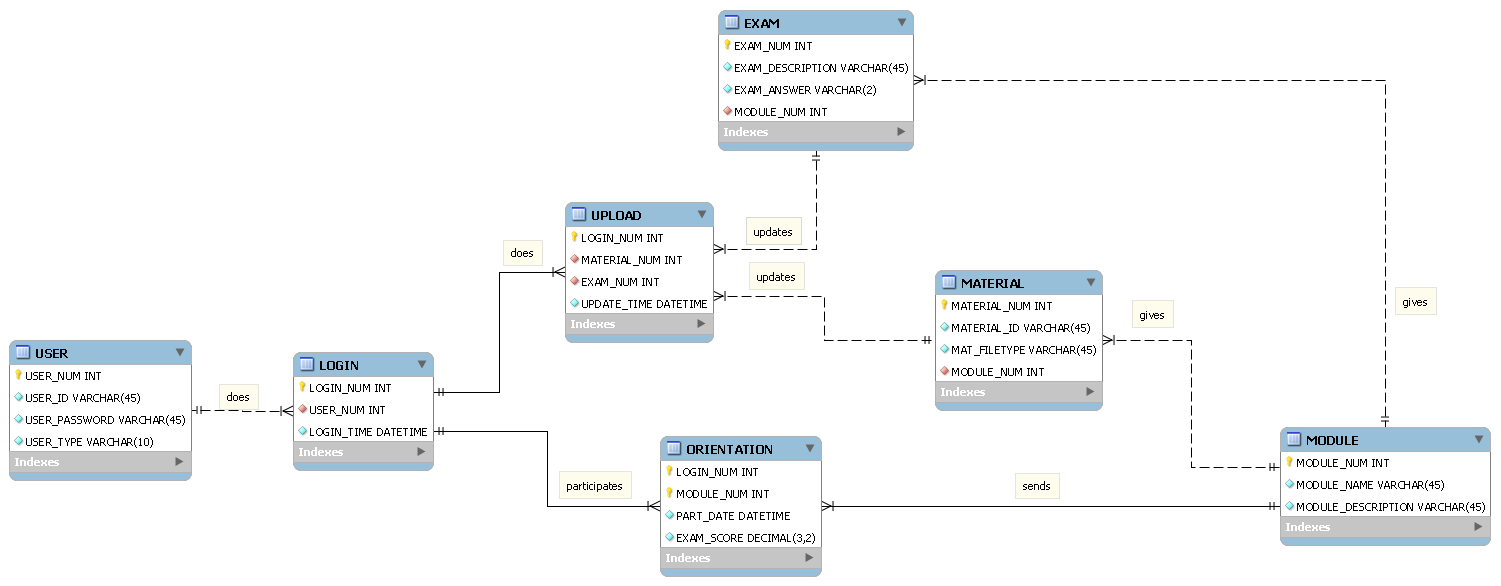 EXAM
EXAM_NUM INT
EXAM_DESCRIPTION VARCHAR(45)
EXAM_ANSWER VARCHAR(2)
MODULE_NUM INT
Indexes
UPLOAD
LOGIN_NUM INT
MATERIAL_NUM INT
EXAM_NUM INT
UPDATE_TIME DATETIME
Indexes
updates
updates
does
MATERIAL
MATERIAL_NUM INT
MATERIAL_ID VARCHAR(45)
MAT_FILETYPE VARCHAR(45)
MODULE_NUM INT
Indexes
gives
gives
USER
USER_NUM INT
USER_ID VARCHAR(45)
USER_PASSWORD VARCHAR(45)
USER_TYPE VARCHAR(10)
Indexes
does
LOGIN
LOGIN_NUM INT
USER_NUM INT
LOGIN_TIME DATETIME
Indexes
participates
ORIENTATION
LOGIN_NUM INT
MODULE_NUM INT
PART_DATE DATETIME
EXAM_SCORE DECIMAL(3,2)
Indexes
sends
MODULE
MODULE_NUM INT
MODULE_NAME VARCHAR(45)
MODULE_DESCRIPTION VARCHAR(45)
Indexes